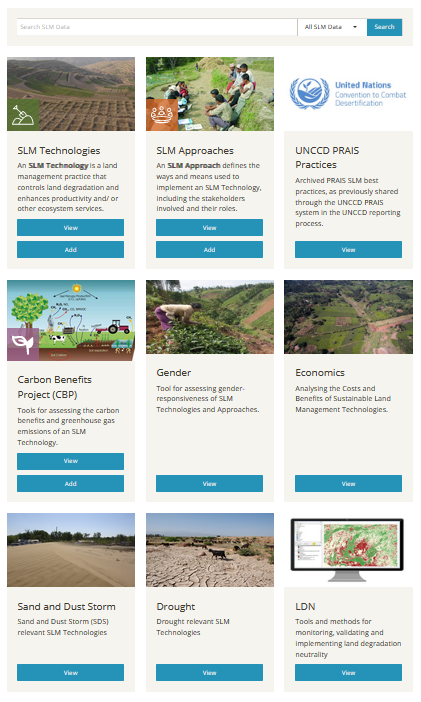 Search SLM Data
All SLM Data
Search
SLM Technologies
An SLM Technology is a land
management practice that
controls land degradation and
enhances productivity and/ or
other ecosystem services.
View
Add
SLM Approaches
An SLM Approach defines the
ways and means used to
implement an SLM Technology,
including the stakeholders
involved and their roles.
View
Add
United Nations
Convention to Combat
Desertification
UNCCD PRAIS
Practices
Archived PRAIS SLM best
practices, as previously shared
through the UNCCD PRAIS
system in the UNCCD reporting
process.
View
Carbon Benefits
Project (CBP)
Tools for assessing the carbon
benefits and greenhouse gas
emissions of an SLM
Technology.
View
Add
Gender
Tool for assessing gender-
responsiveness of SLM
Technologies and Approaches.
View
Economics
Analysing the Costs and
Benefits of Sustainable Land
Management Technologies.
View
Sand and Dust Storm
Sand and Dust Storm (SDS)
relevant SLM Technologies
View
Drought
Drought relevant SLM
Technologies
View
LDN
Tools and methods for
monitoring, validating and
implementing land degradation
neutrality
View